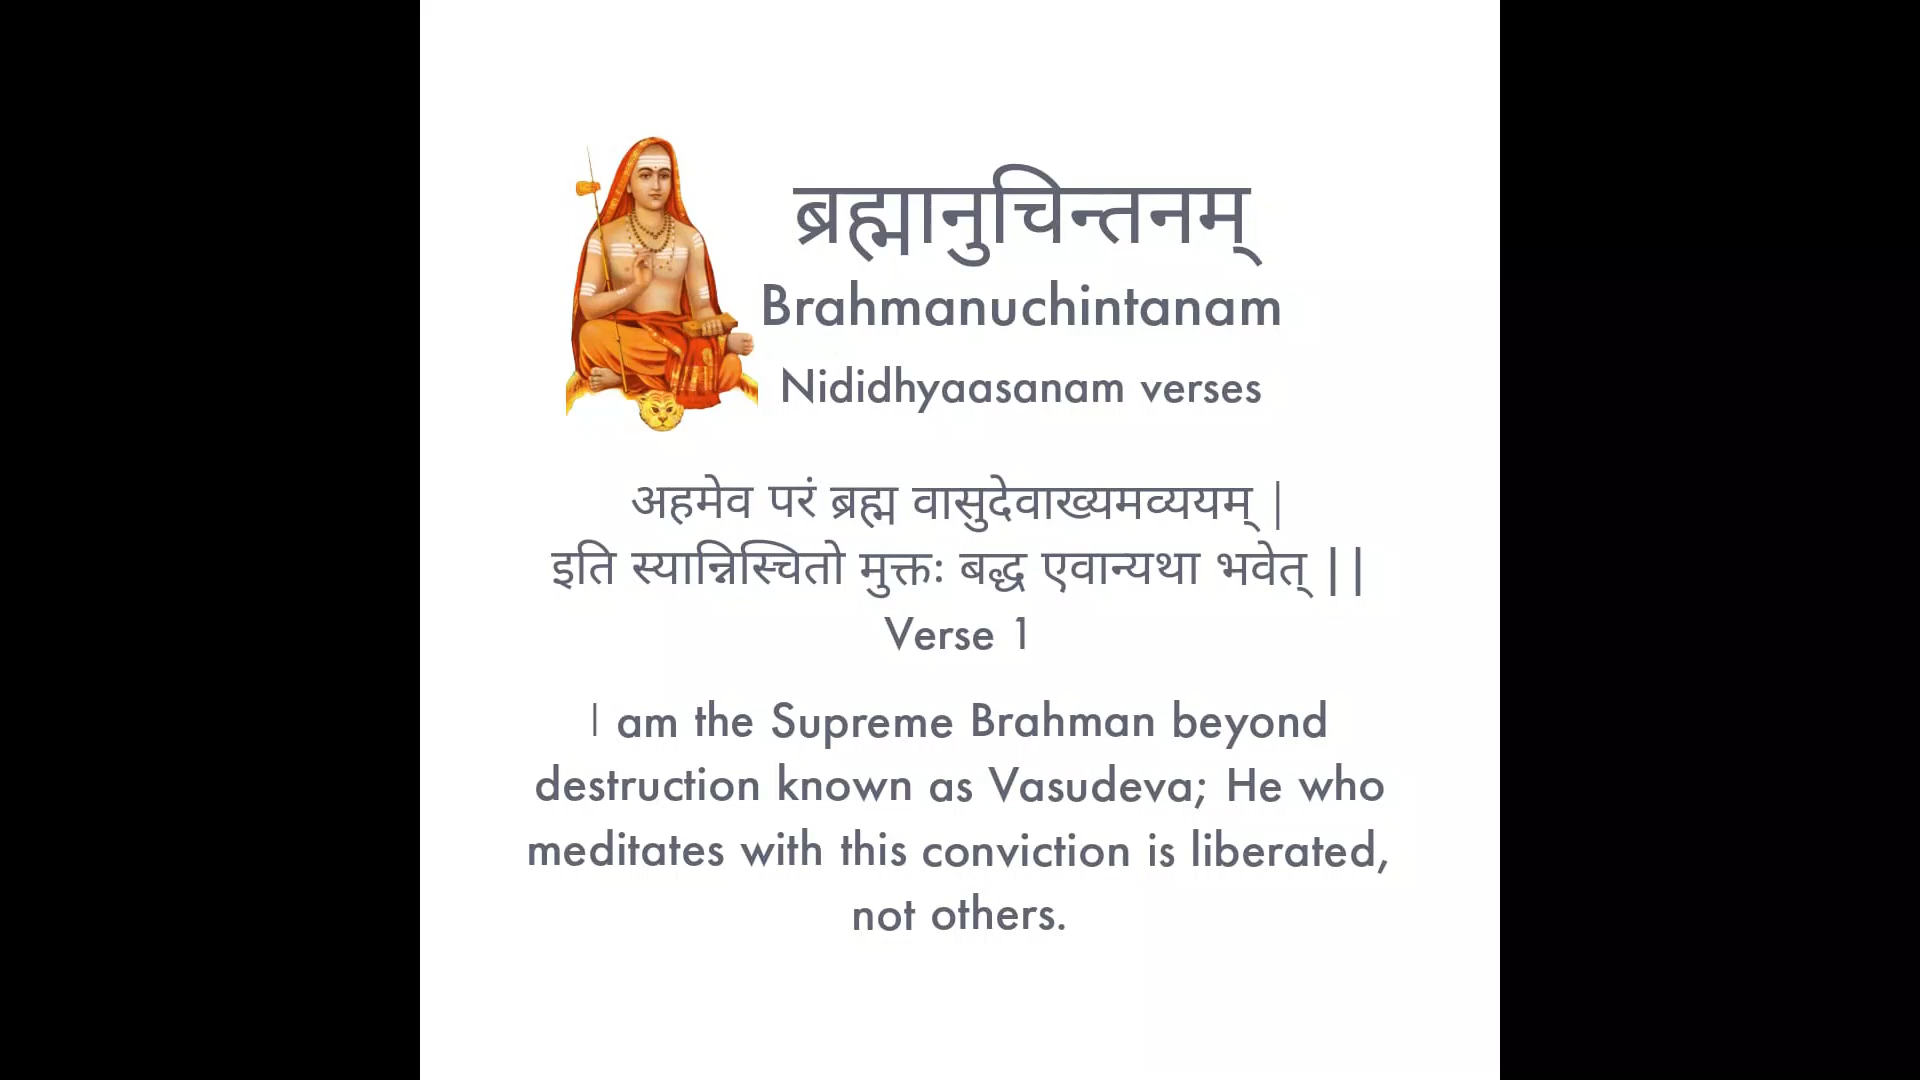 ब्रह्मानुचिन्तनम्
Brahmanuchintanam
Nididhyaasanam verses
अहमेव परं ब्रह्म वासुदेवाख्यमव्ययम् |
इति स्यान्निस्चितो मुक्तः बद्ध एवान्यथा भवेत् ||
Verse 1
I am the Supreme Brahman beyond
destruction known as Vasudeva; He who
meditates with this conviction is liberated,
not others.